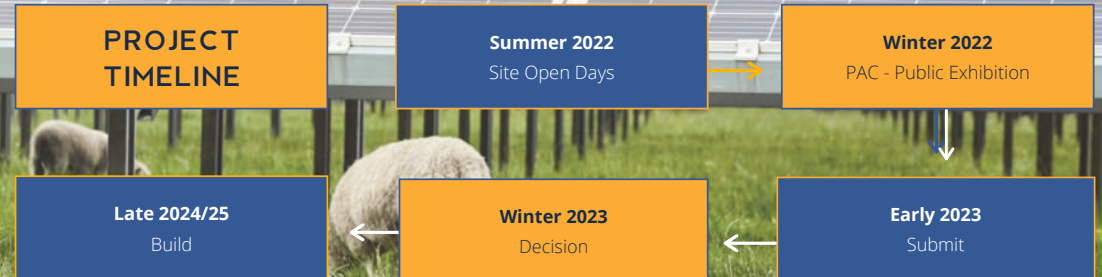 PROJECT
TIMELINE
Summer 2022
Site Open Days
Winter 2022
PAC - Public Exhibition
Early 2023
Submit
Winter 2023
Decision
Late 2024/25
Build